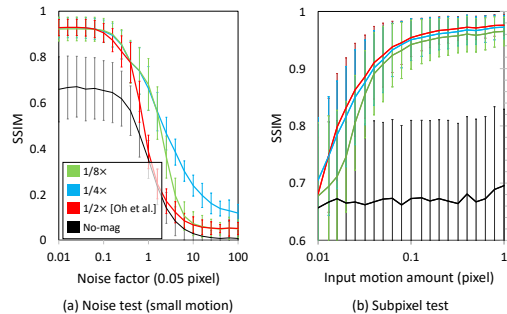 1
0.8
0.6
0.4
0.2
0
SSIM
1/8×
1/4×
1/2× [Oh et al.]
No-mag
0.01 0.1 1 10 100
Noise factor (0.05 pixel)
(a) Noise test (small motion)
1
0.9
0.8
0.7
0.6
SSIM
0.01 0.1 1
Input motion amount (pixel)
(b) Subpixel test